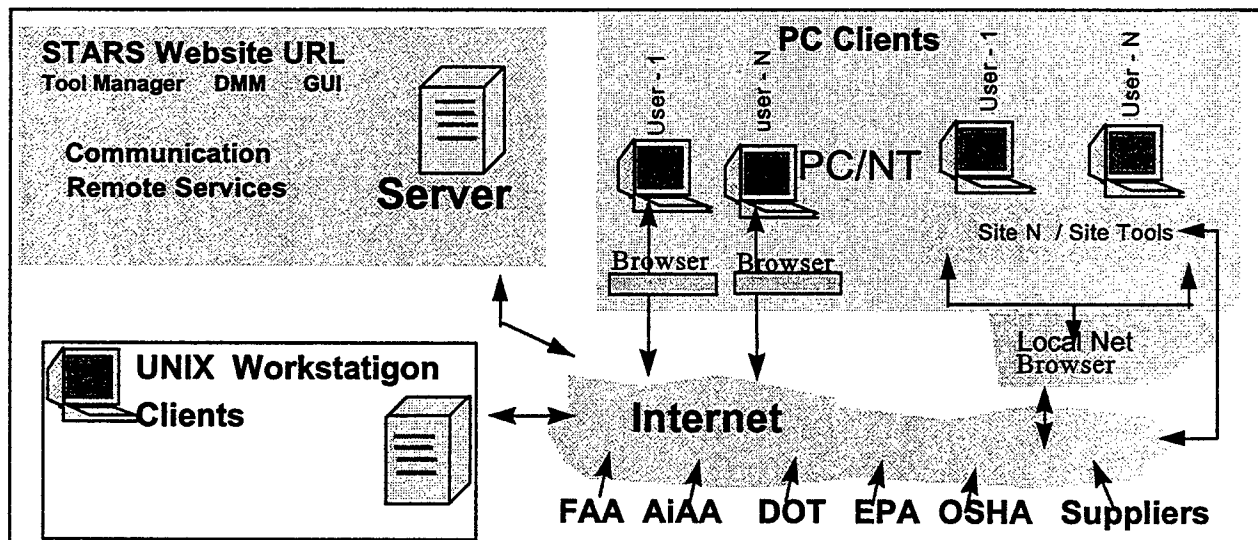 STARS Website URL
Tool Manager DMM GUI
Communication
Remote Services
Server
PC Clients
User - 1
user - N
User - 1
User - N
PC/NT
Site N / Site Tools
Browser
Browser
Local Net
Browser
UNIX Workstatigon
Clients
Internet
FAA AiAA DOT EPA OSHA Suppliers